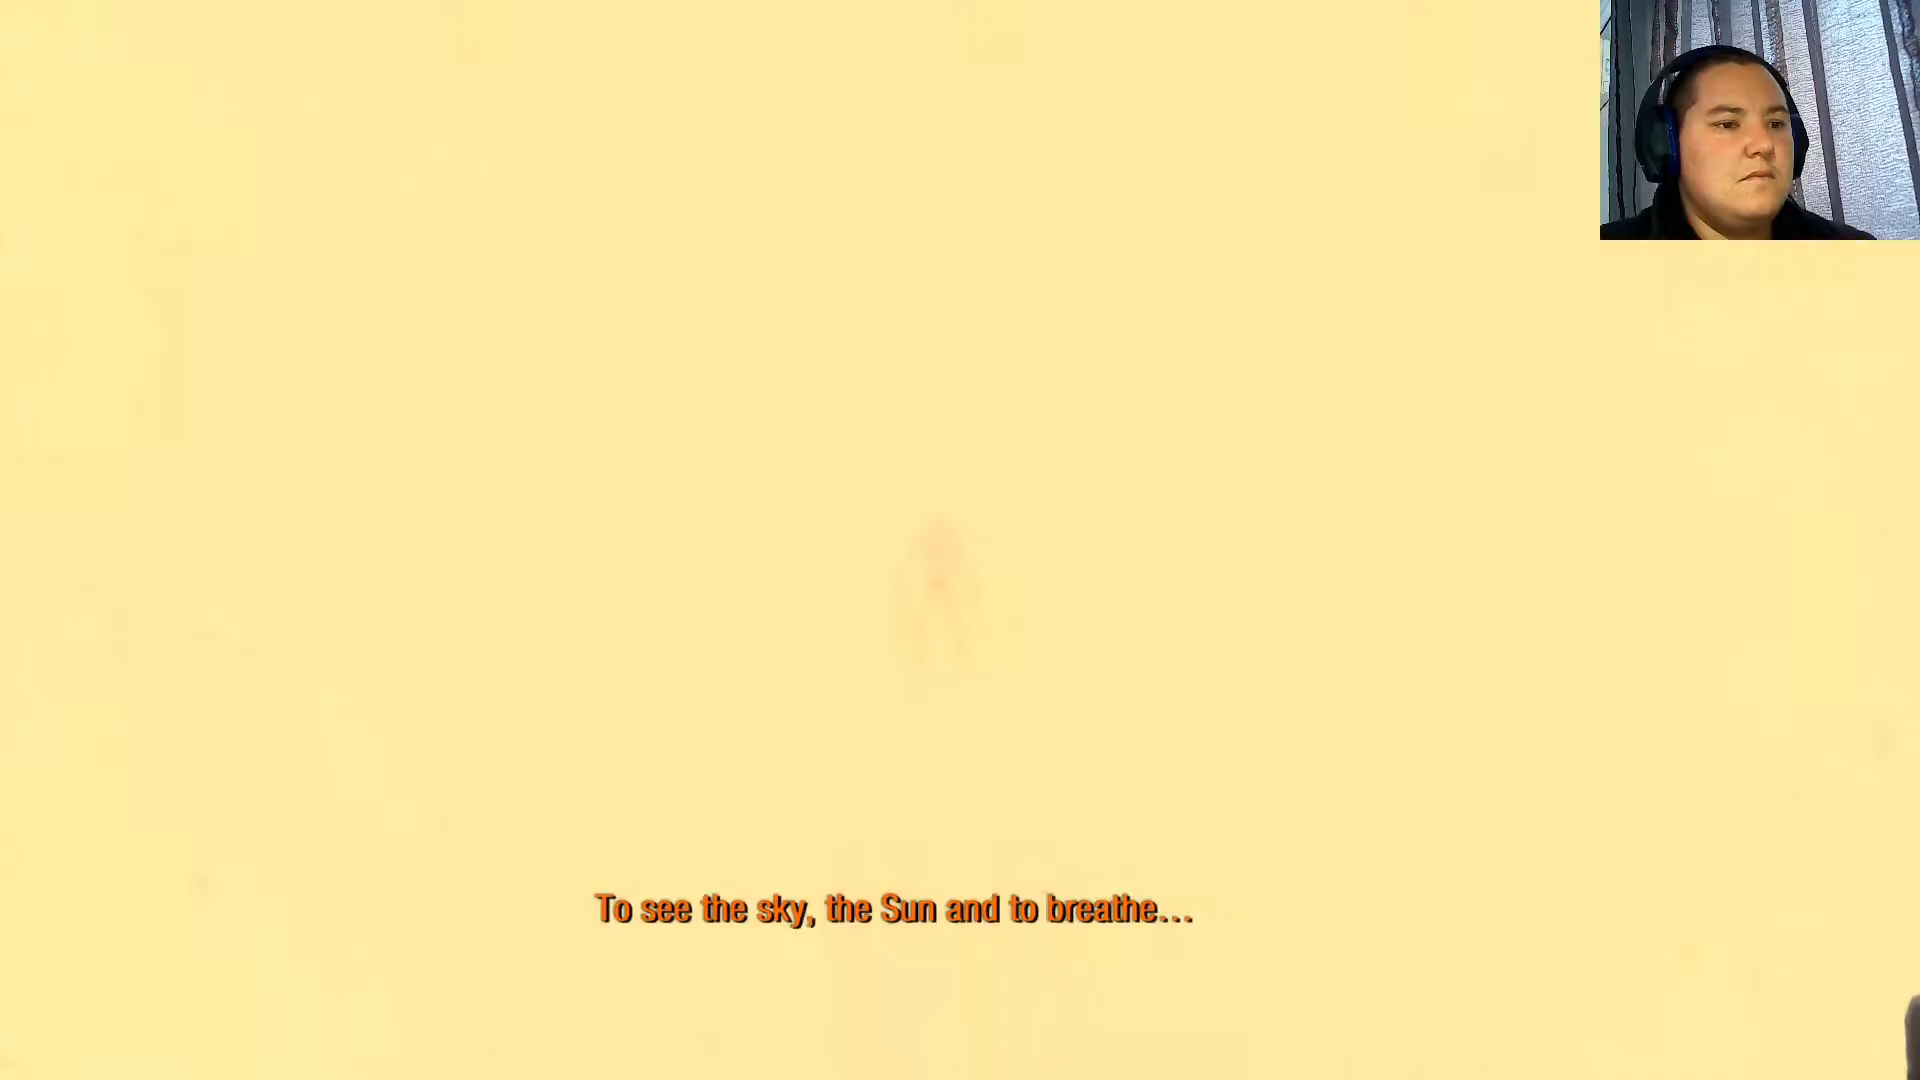 To see the sky, the Sun and to breathe...